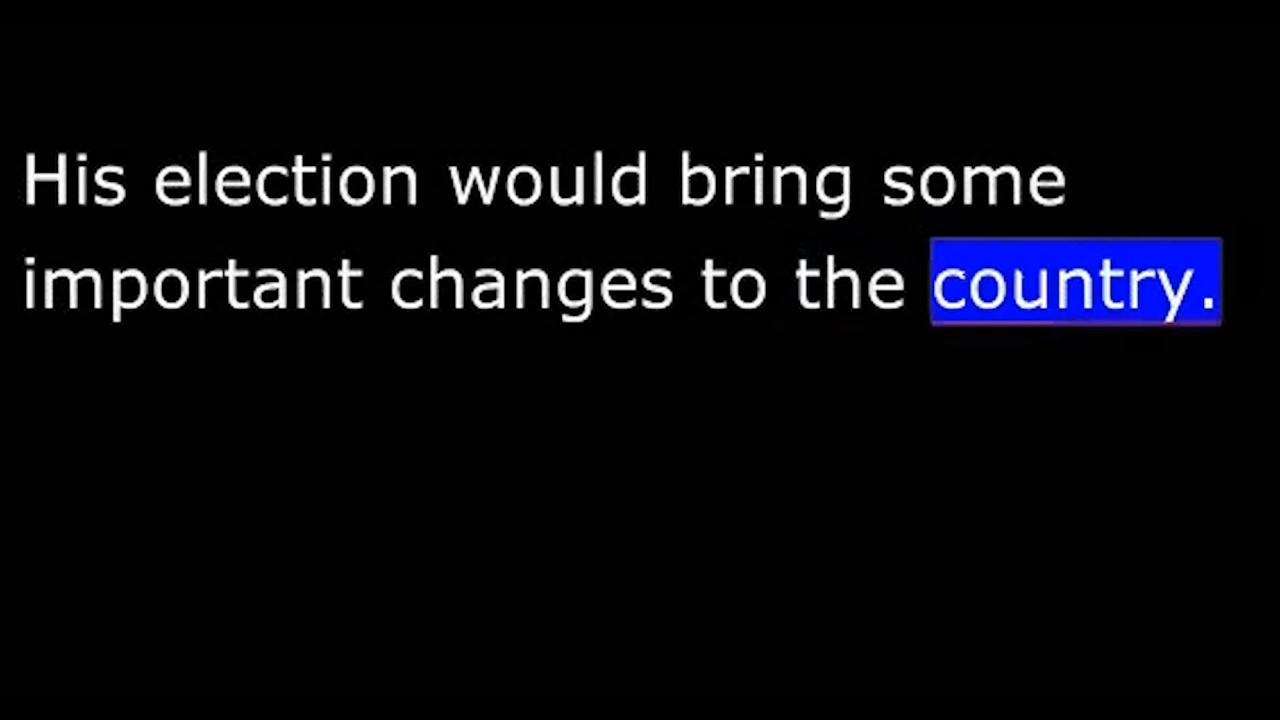 His election would bring some
important changes to the country.